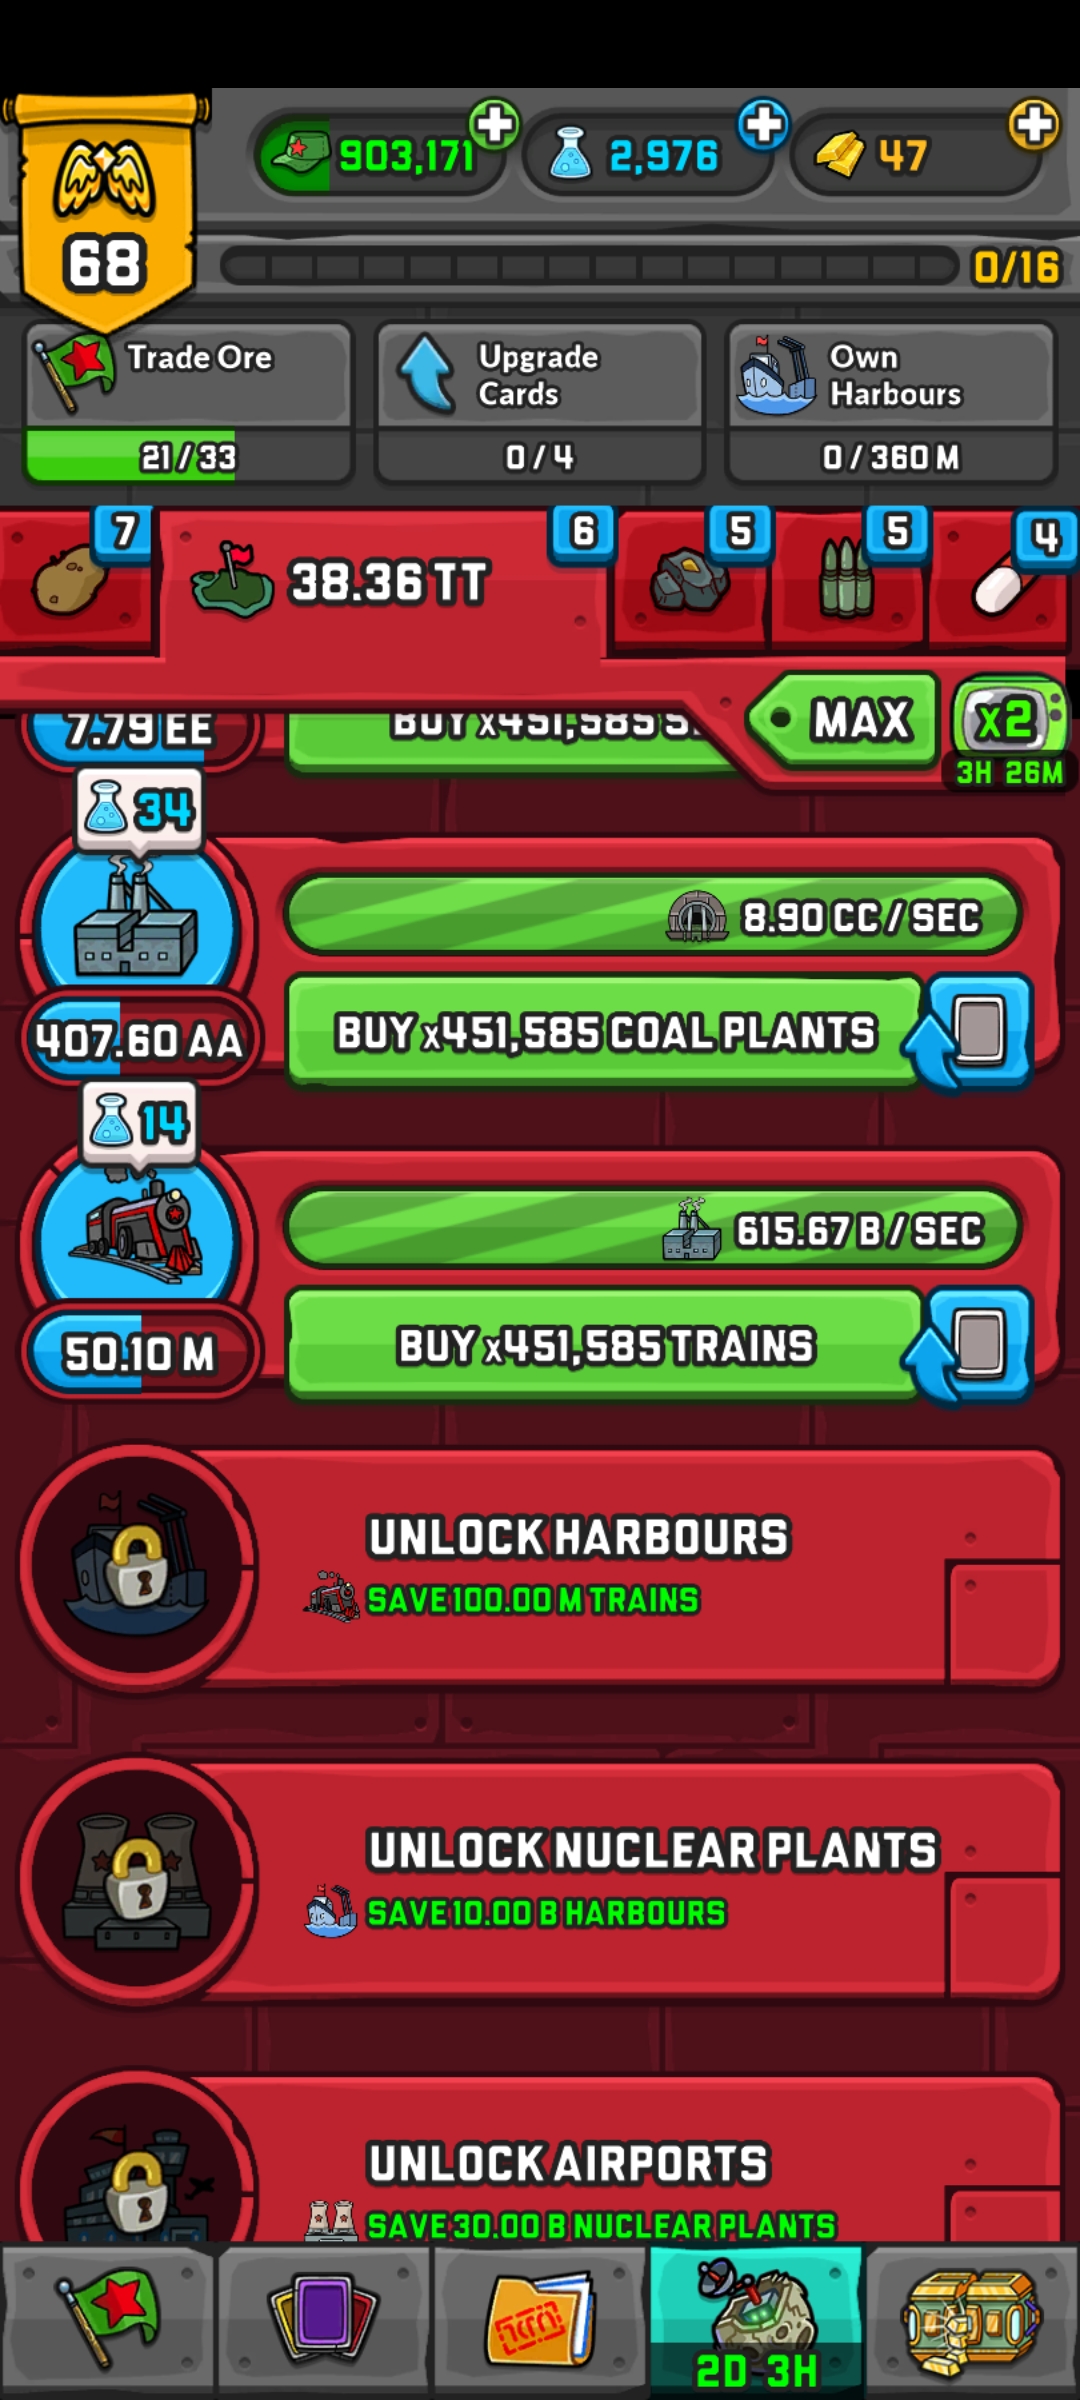 903,171
2,976
47
68
0/16
Trade Ore
21/33
Upgrade
Cards
0/4
Own
Harbours
0/360 M
7
38.36 TT
6
5
5
4
7.79 EE
BUY x451,585 S
MAX
x2
3H 26M
34
8.90 CC/SEC
407.60 AA
BUY x451,585 COAL PLANTS
14
615.67 B/SEC
50.10 M
BUY x451,585 TRAINS
UNLOCK HARBOURS
SAVE 100.00 M TRAINS
UNLOCK NUCLEAR PLANTS
SAVE 10.00 B HARBOURS
UNLOCK AIRPORTS
SAVE 30.00 B NUCLEAR PLANTS
2D 3H